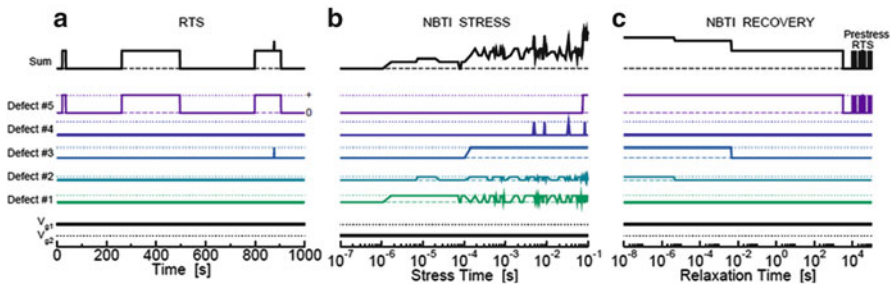 a RTS
b NBTI STRESS
c NBTI RECOVERY
Sum
Prestress
RTS
Defect #5
+
0
Defect #4
Defect #3
Defect #2
Defect #1
Vg1
Vg2
0 200 400 600 800 1000
Time [s]
10-7 10-6 10-5 10-4 10-3 10-2 10-1
Stress Time [s]
10-8 10-6 10-4 10-2 100 102 104
Relaxation Time [s]